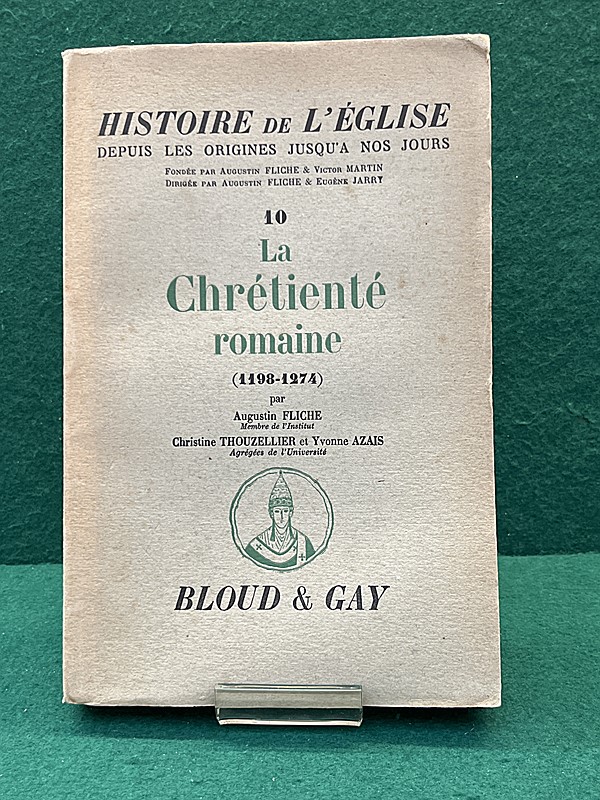 HISTOIRE DE L'ÉGLISE
DEPUIS LES ORIGINES JUSQU'A NOS JOURS
FONDÉE PAR AUGUSTIN FLICHE & VICTOR MARTIN
DIRIGÉE PAR AUGUSTIN FLICHE & EUGÈNE JARRY
10
La
Chrétienté
romaine
(1198-1274)
par
Augustin FLICHE
Membre de l'Institut
Christine THOUZELLIER et Yvonne AZAIS
Agrégées de l'Université
BLOUD & GAY